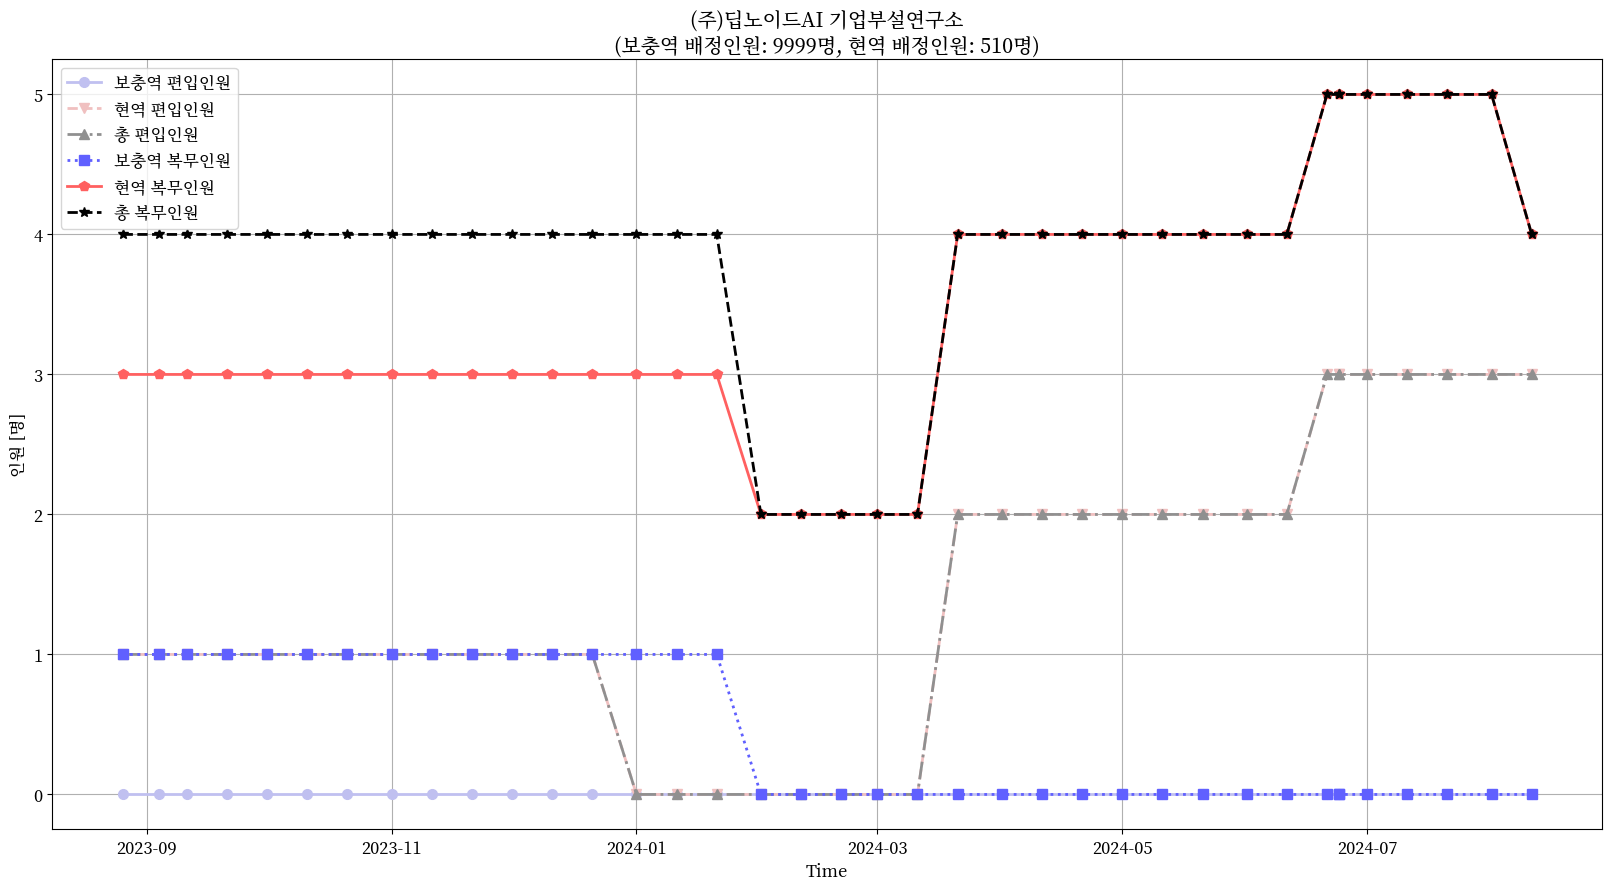 (주)딥노이드AI 기업부설연구소
(보충역 배정인원: 9999명, 현역 배정인원: 510명)
보충역 편입인원
현역 편입인원
총 편입인원
보충역 복무인원
현역 복무인원
총 복무인원
인원 [명]
5
4
3
2
1
0
2023-09
2023-11
2024-01
2024-03
2024-05
2024-07
Time